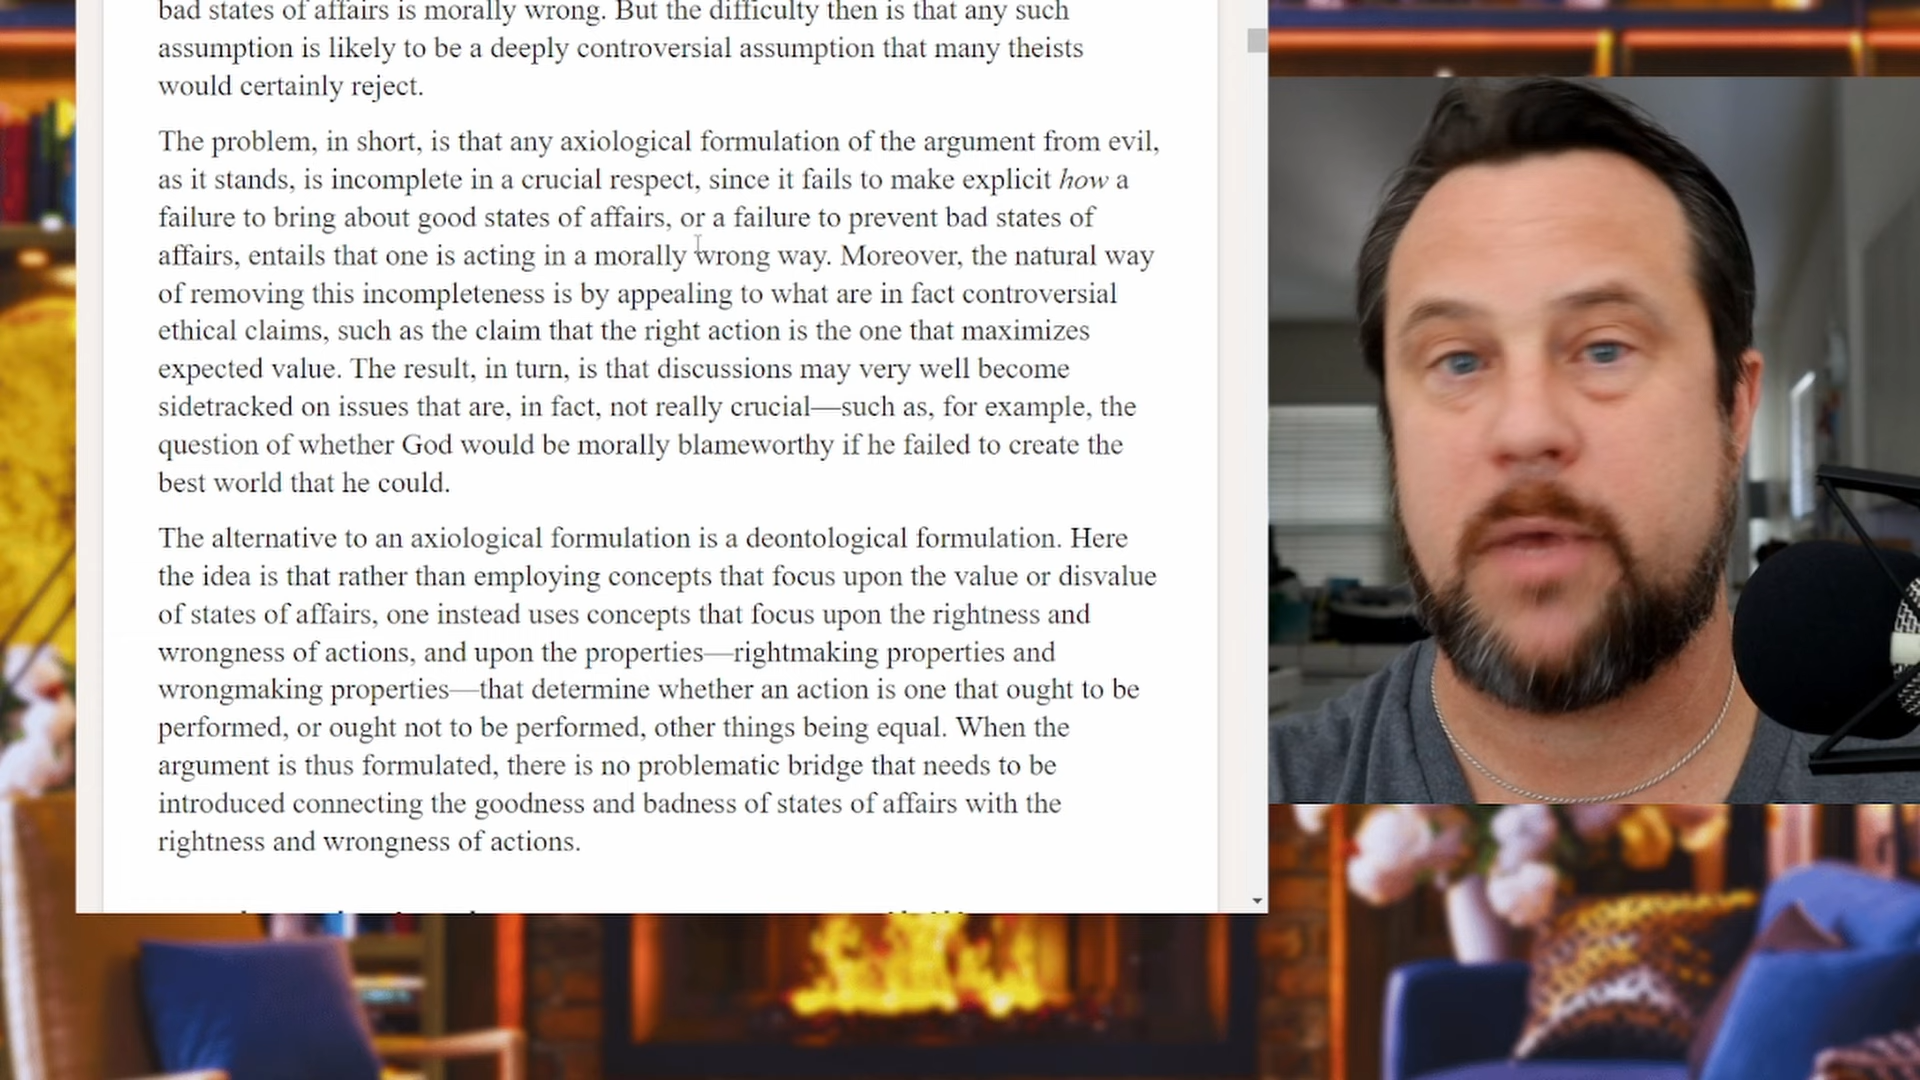 bad states of affairs is morally wrong. But the difficulty then is that any such
assumption is likely to be a deeply controversial assumption that many theists
would certainly reject.
The problem, in short, is that any axiological formulation of the argument from evil,
as it stands, is incomplete in a crucial respect, since it fails to make explicit how a
failure to bring about good states of affairs, or a failure to prevent bad states of
affairs, entails that one is acting in a morally wrong way. Moreover, the natural way
of removing this incompleteness is by appealing to what are in fact controversial
ethical claims, such as the claim that the right action is the one that maximizes
expected value. The result, in turn, is that discussions may very well become
sidetracked on issues that are, in fact, not really crucial—such as, for example, the
question of whether God would be morally blameworthy if he failed to create the
best world that he could.
The alternative to an axiological formulation is a deontological formulation. Here
the idea is that rather than employing concepts that focus upon the value or disvalue
of states of affairs, one instead uses concepts that focus upon the rightness and
wrongness of actions, and upon the properties—rightmaking properties and
wrongmaking properties—that determine whether an action is one that ought to be
performed, or ought not to be performed, other things being equal. When the
argument is thus formulated, there is no problematic bridge that needs to be
introduced connecting the goodness and badness of states of affairs with the
rightness and wrongness of actions.